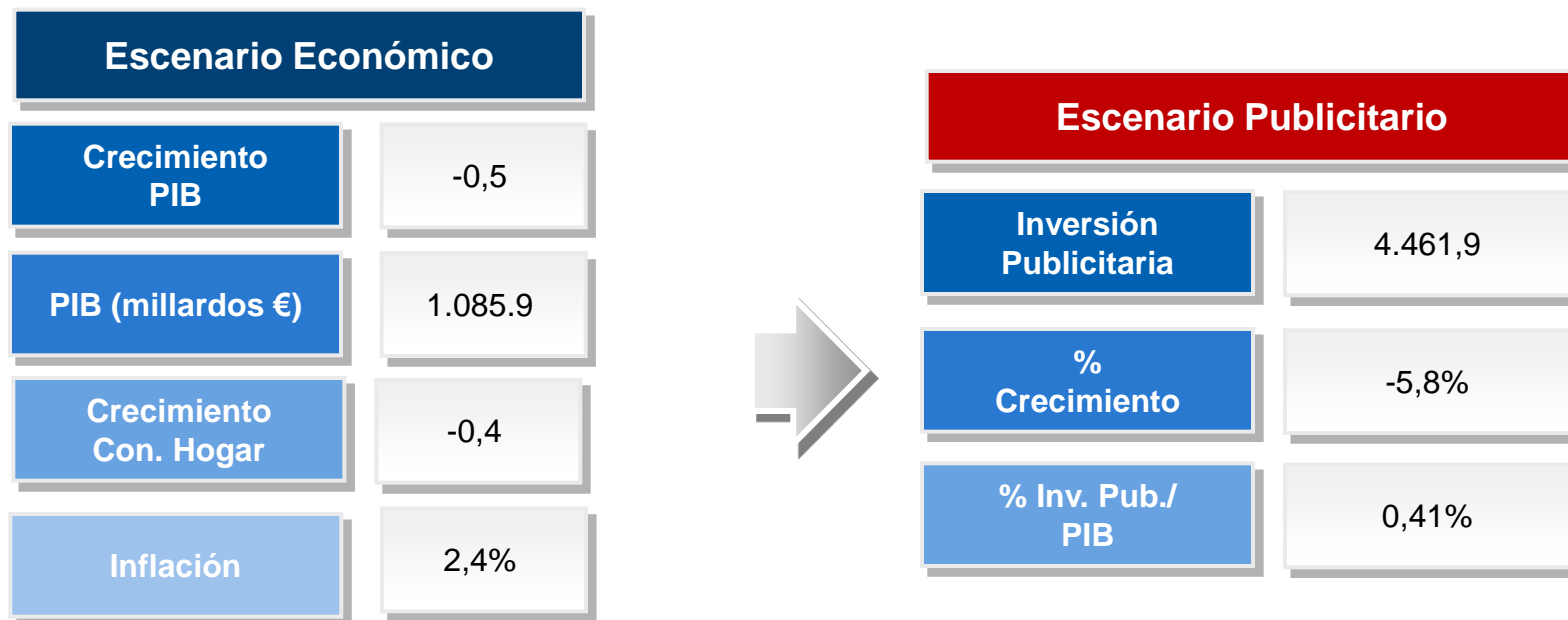 Escenario Económico
Crecimiento
PIB
-0,5
PIB (millardos €)
1.085.9
Crecimiento
Con. Hogar
-0,4
Inflación
2,4%
Escenario Publicitario
Inversión
Publicitaria
4.461,9
%
Crecimiento
-5,8%
% Inv. Pub./
PIB
0,41%